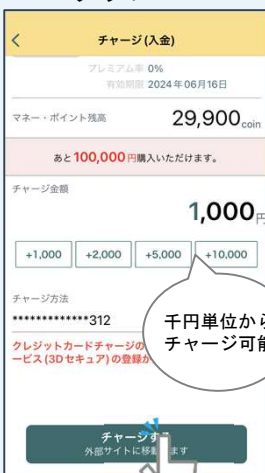 チャージ(入金)
プレミアム率 0%
有効期限 2024年06月16日
マネー・ポイント残高
29,900 coin
あと100,000円購入いただけます。
チャージ金額
1,000円
+1,000 +2,000 +5,000 +10,000
チャージ方法
*************312
千円単位から
チャージ可能
クレジットカードチャージの
ービス(3Dセキュア)の登録が
チャージする
外部サイトに移動します